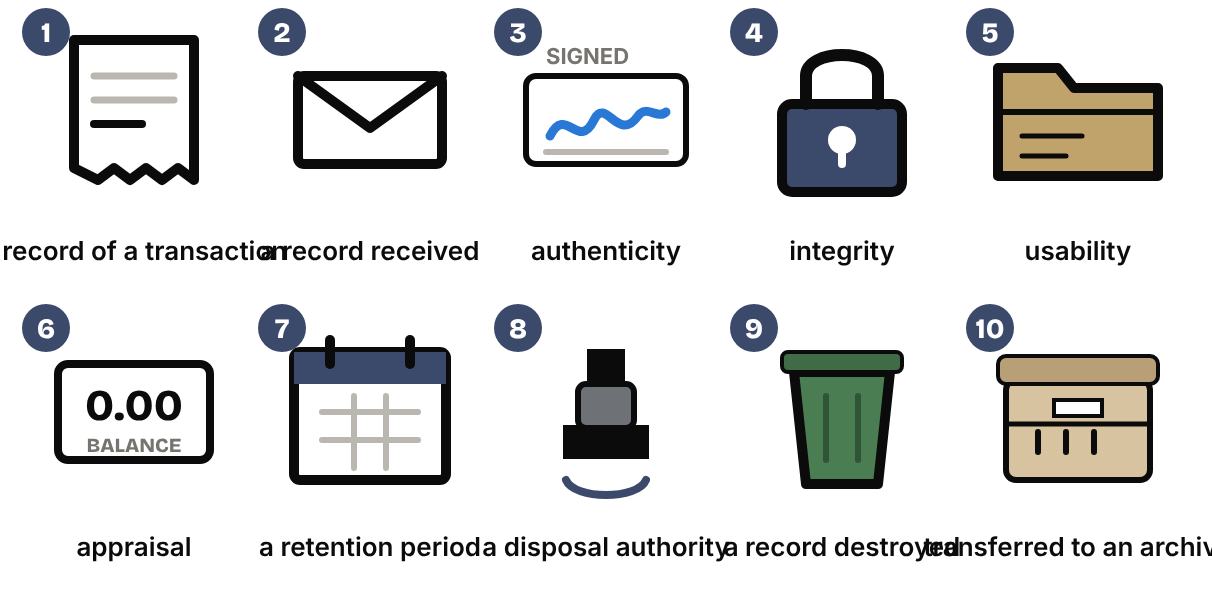 1
2
3
SIGNED
4
5
record of a transaction
a record received
authenticity
integrity
usability
6
0.00
BALANCE
7
8
9
10
appraisal
a retention period
a disposal authority
a record destroyed
transferred to an archiv